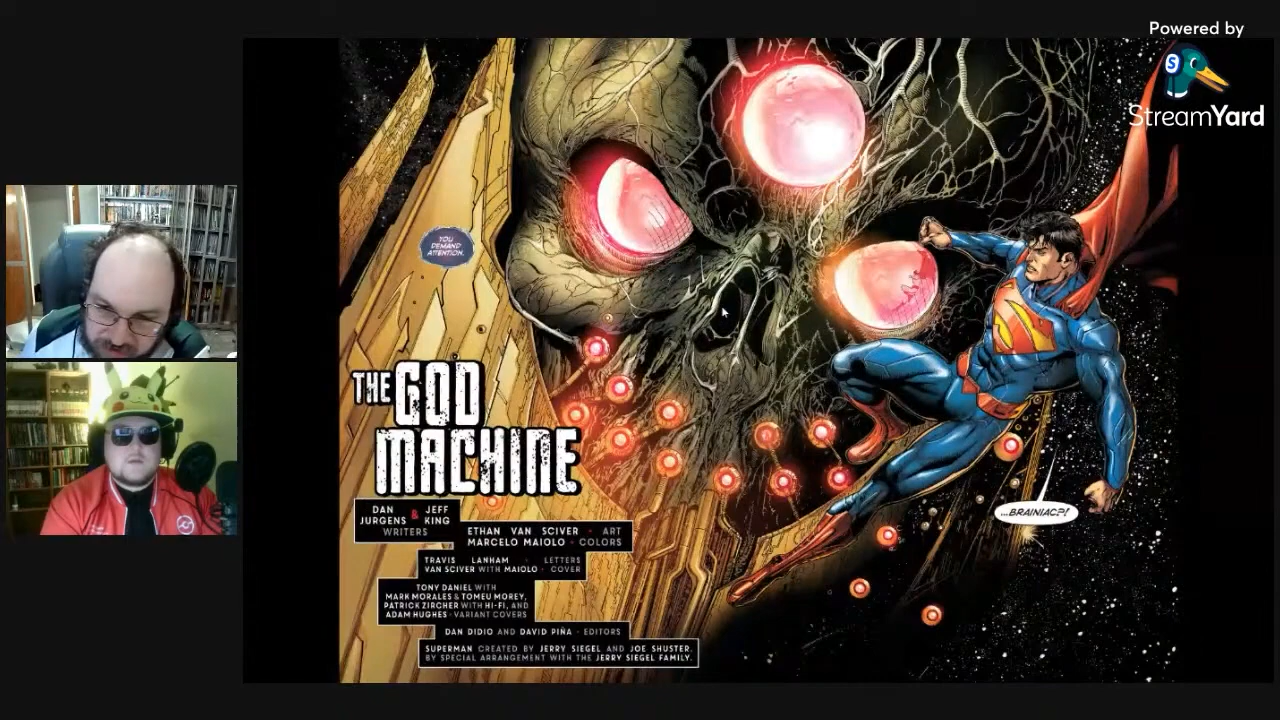 Powered by
StreamYard
S
YOU
DEMAND
ATTENTION.
THE GOD
MACHINE
DAN & JEFF
JURGENS KING
WRITERS
ETHAN VAN SCIVER · ART
MARCELO MAIOLO · COLORS
TRAVIS LANHAM · LETTERS
VAN SCIVER WITH MAIOLO · COVER
TONY DANIEL WITH
MARK MORALES & TOMEU MOREY,
PATRICK ZIRCHER WITH HI-FI, AND
ADAM HUGHES · VARIANT COVERS
DAN DIDIO AND DAVID PIÑA · EDITORS
SUPERMAN CREATED BY JERRY SIEGEL AND JOE SHUSTER.
BY SPECIAL ARRANGEMENT WITH THE JERRY SIEGEL FAMILY.
...BRAINIAC?!